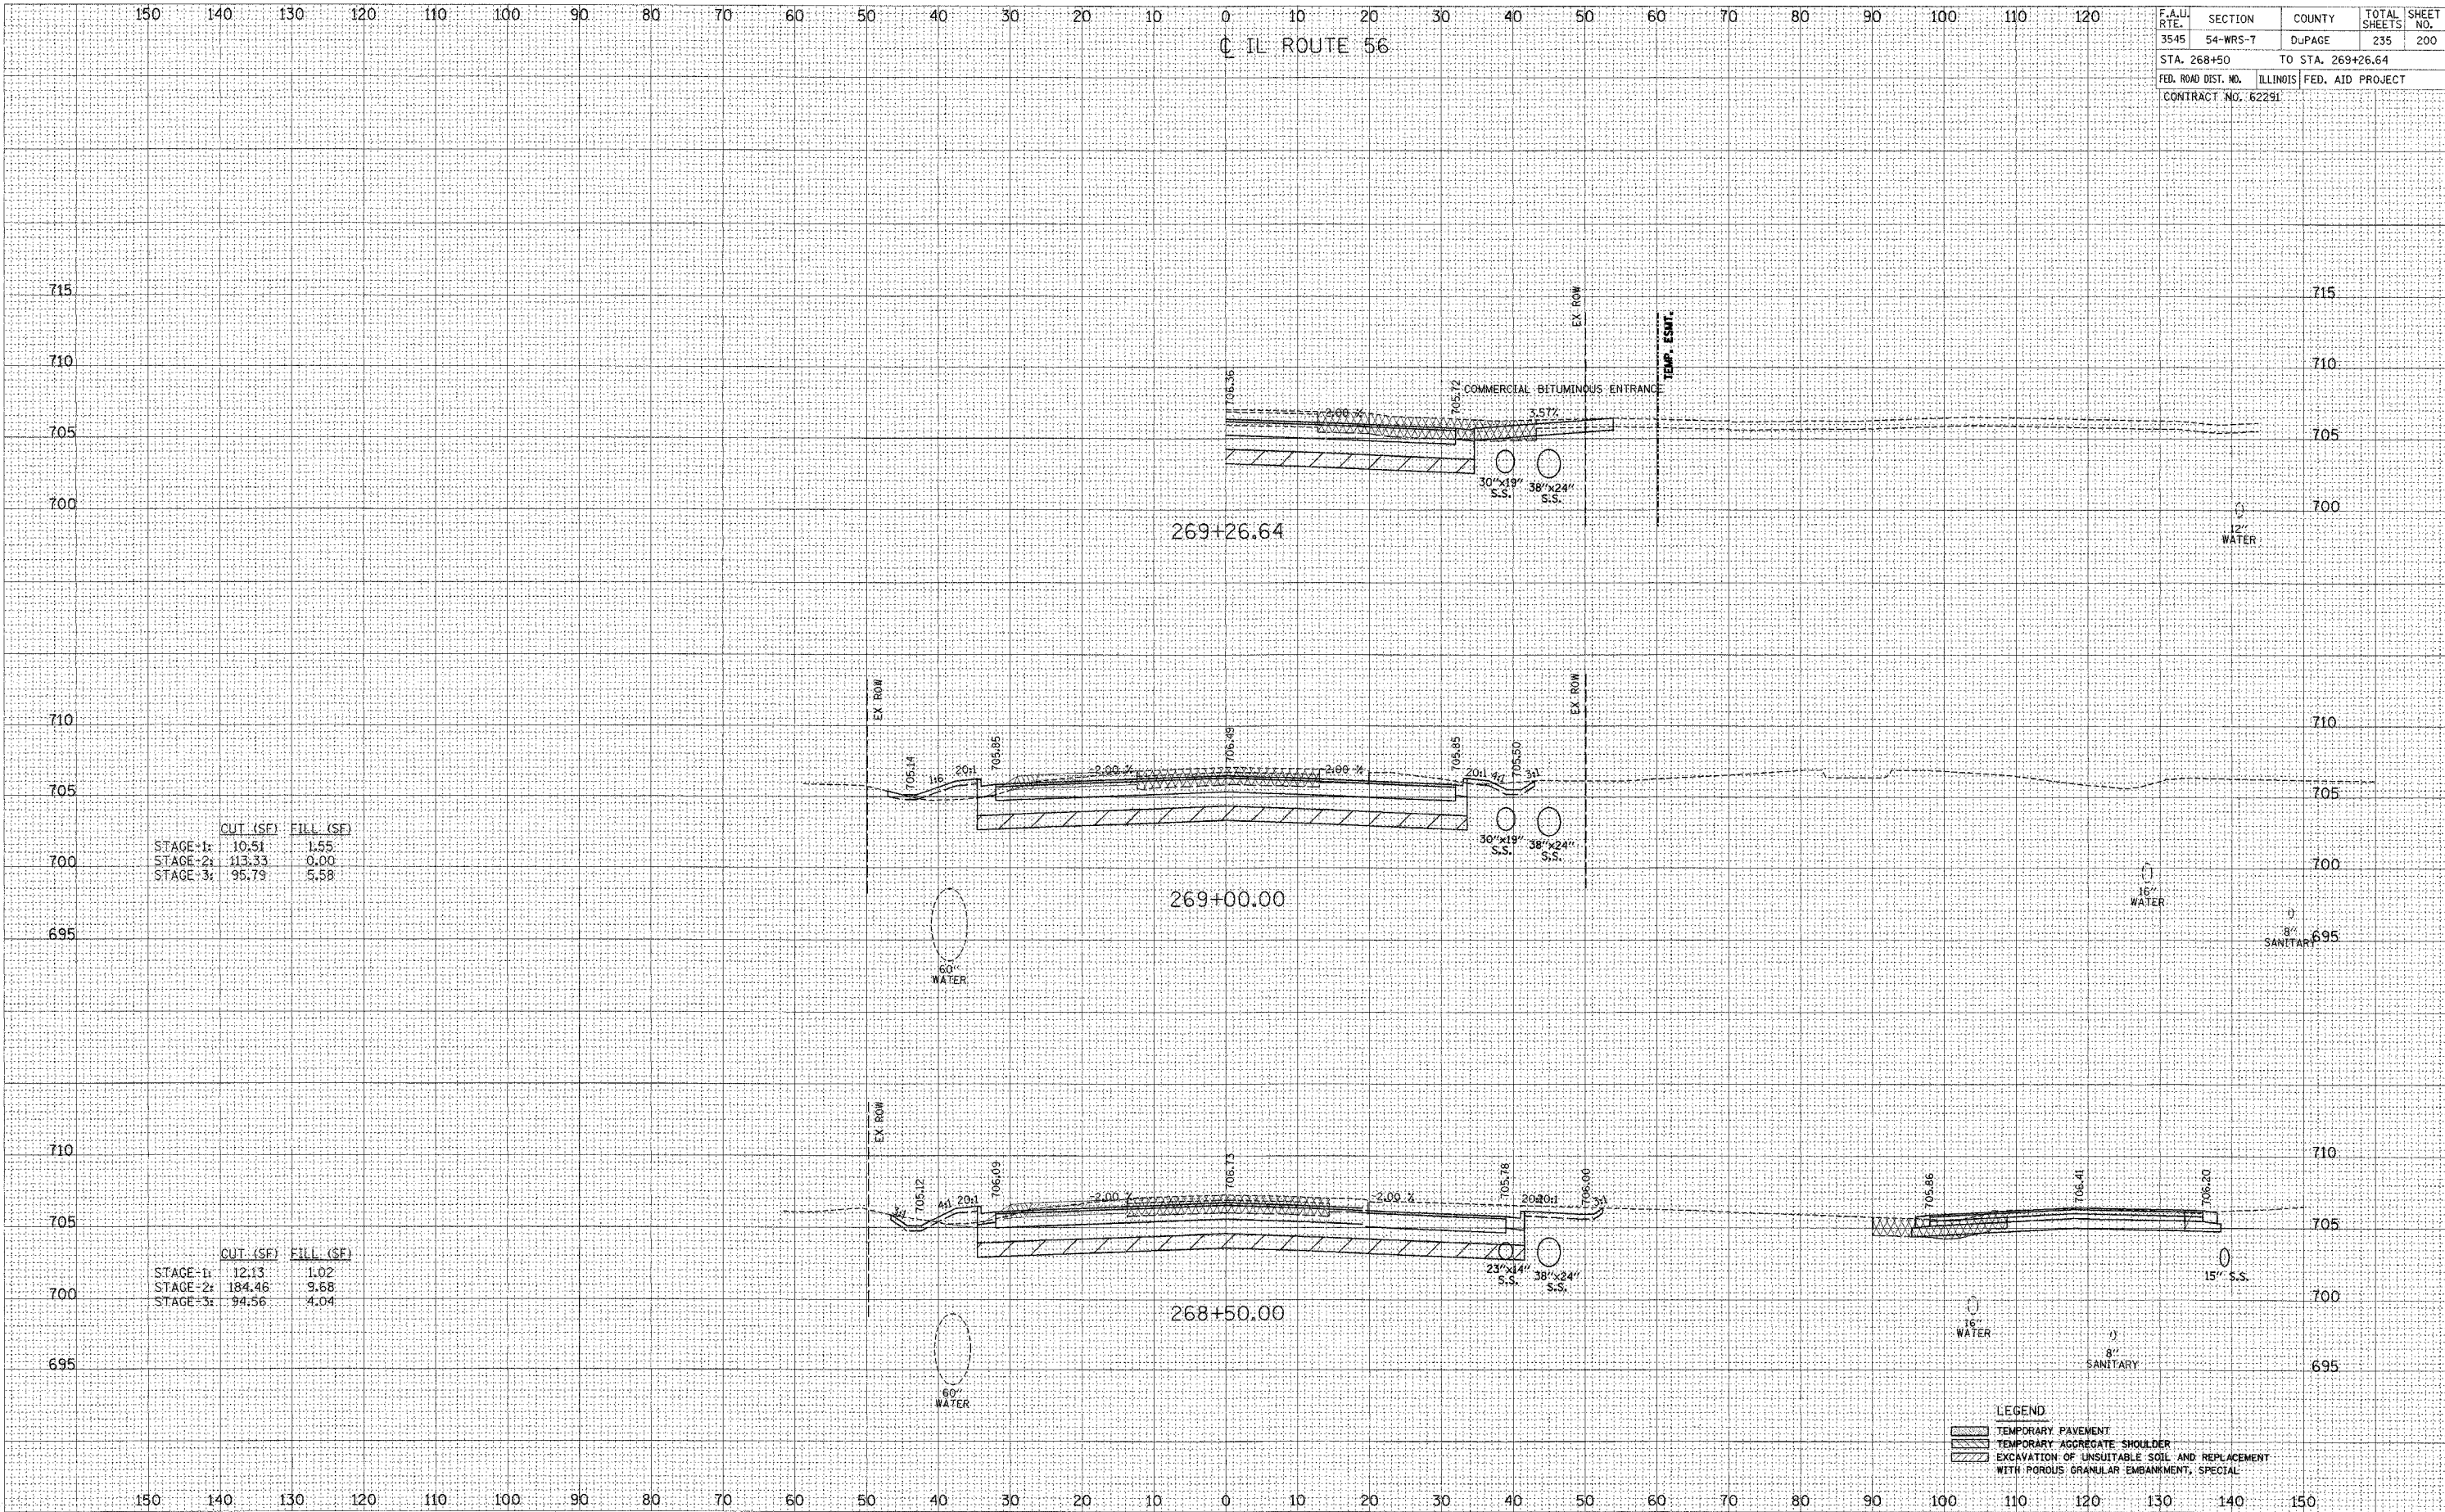 150 140 130 120 110 100 90 80 70 60 50 40 30 20 10 0 10 20 30 40 50 60 70 80 90 100 110 120
F.A.U. RTE. SECTION COUNTY TOTAL SHEETS SHEET NO.
3545 54-WRS-7 DuPAGE 235 200
STA. 268+50 TO STA. 269+26.64
FED. ROAD DIST. NO. ILLINOIS FED. AID PROJECT
CONTRACT NO. 62291
℄ IL ROUTE 56
715 715
EX ROW
TEMP. ESMT.
710 710
706.36
705.72
COMMERCIAL BITUMINOUS ENTRANCE
-2.00 % 3.57%
705 705
30"x19" S.S.
38"x24" S.S.
700 700
269+26.64
12"
WATER
710 710
EX ROW
EX ROW
705.14
1:6
20:1
705.85
-2.00 %
706.49
-2.00 %
705.85
20:1
4:1
705.50
3:1
705 705
30"x19" S.S.
38"x24" S.S.
CUT (SF) FILL (SF)
STAGE-1: 10.51 1.55
STAGE-2: 113.33 0.00
STAGE-3: 95.79 5.58
700 700
269+00.00
16"
WATER
695 695
8"
SANITARY
60"
WATER
710 710
EX ROW
3:1
705.12
4:1
20:1
706.09
-2.00 %
706.73
-2.00 %
705.78
20:1
706.00
3:1
705.86
706.41
706.20
705 705
23"x14" S.S.
38"x24" S.S.
15" S.S.
CUT (SF) FILL (SF)
STAGE-1: 12.13 1.02
STAGE-2: 184.46 9.68
STAGE-3: 94.56 4.04
700 700
268+50.00
16"
WATER
8"
SANITARY
695 695
60"
WATER
LEGEND
TEMPORARY PAVEMENT
TEMPORARY AGGREGATE SHOULDER
EXCAVATION OF UNSUITABLE SOIL AND REPLACEMENT
WITH POROUS GRANULAR EMBANKMENT, SPECIAL
150 140 130 120 110 100 90 80 70 60 50 40 30 20 10 0 10 20 30 40 50 60 70 80 90 100 110 120 130 140 150